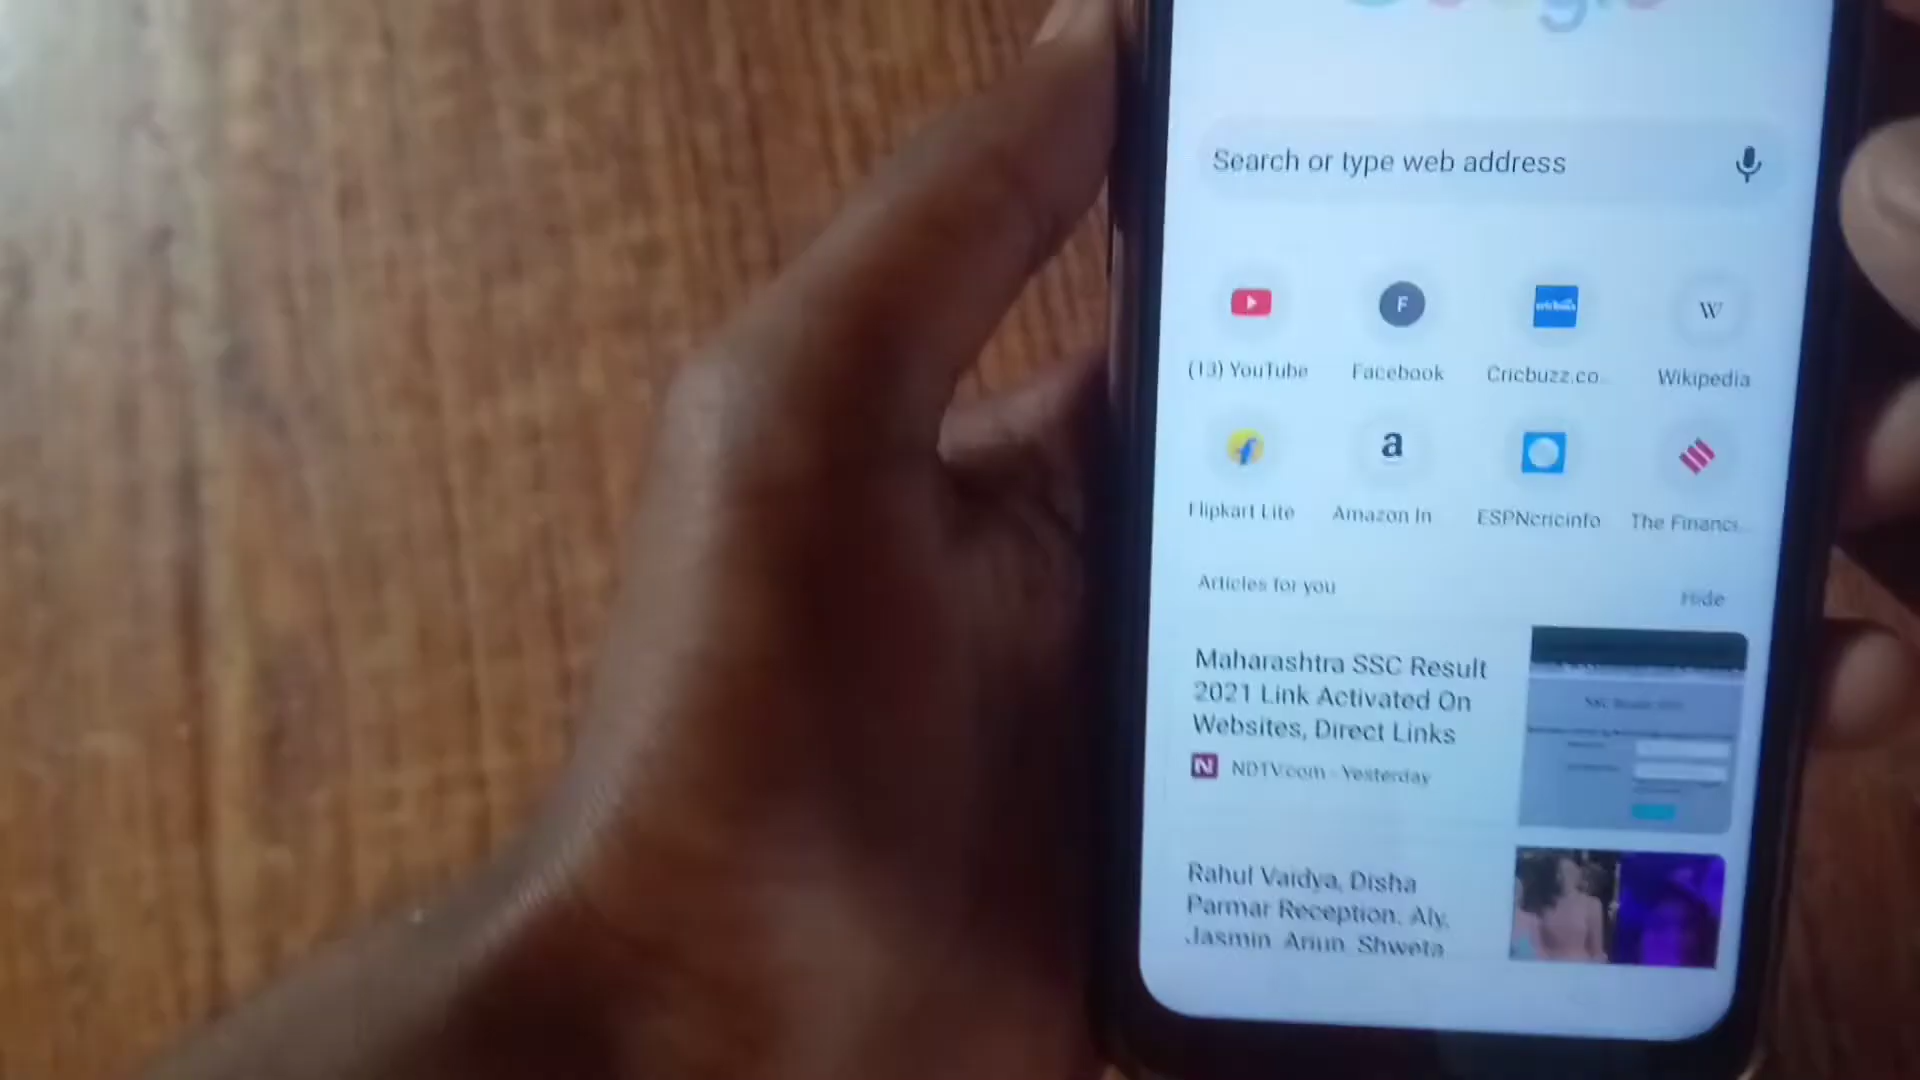 Search or type web address
F
cricbuzz
W
(13) YouTube
Facebook
Cricbuzz.co...
Wikipedia
a
Flipkart Lite
Amazon In
ESPNcricinfo
The Financi...
Articles for you
Hide
Maharashtra SSC Result
2021 Link Activated On
Websites, Direct Links
N NDTV.com - Yesterday
Rahul Vaidya, Disha
Parmar Reception. Aly,
Jasmin, Arjun, Shweta